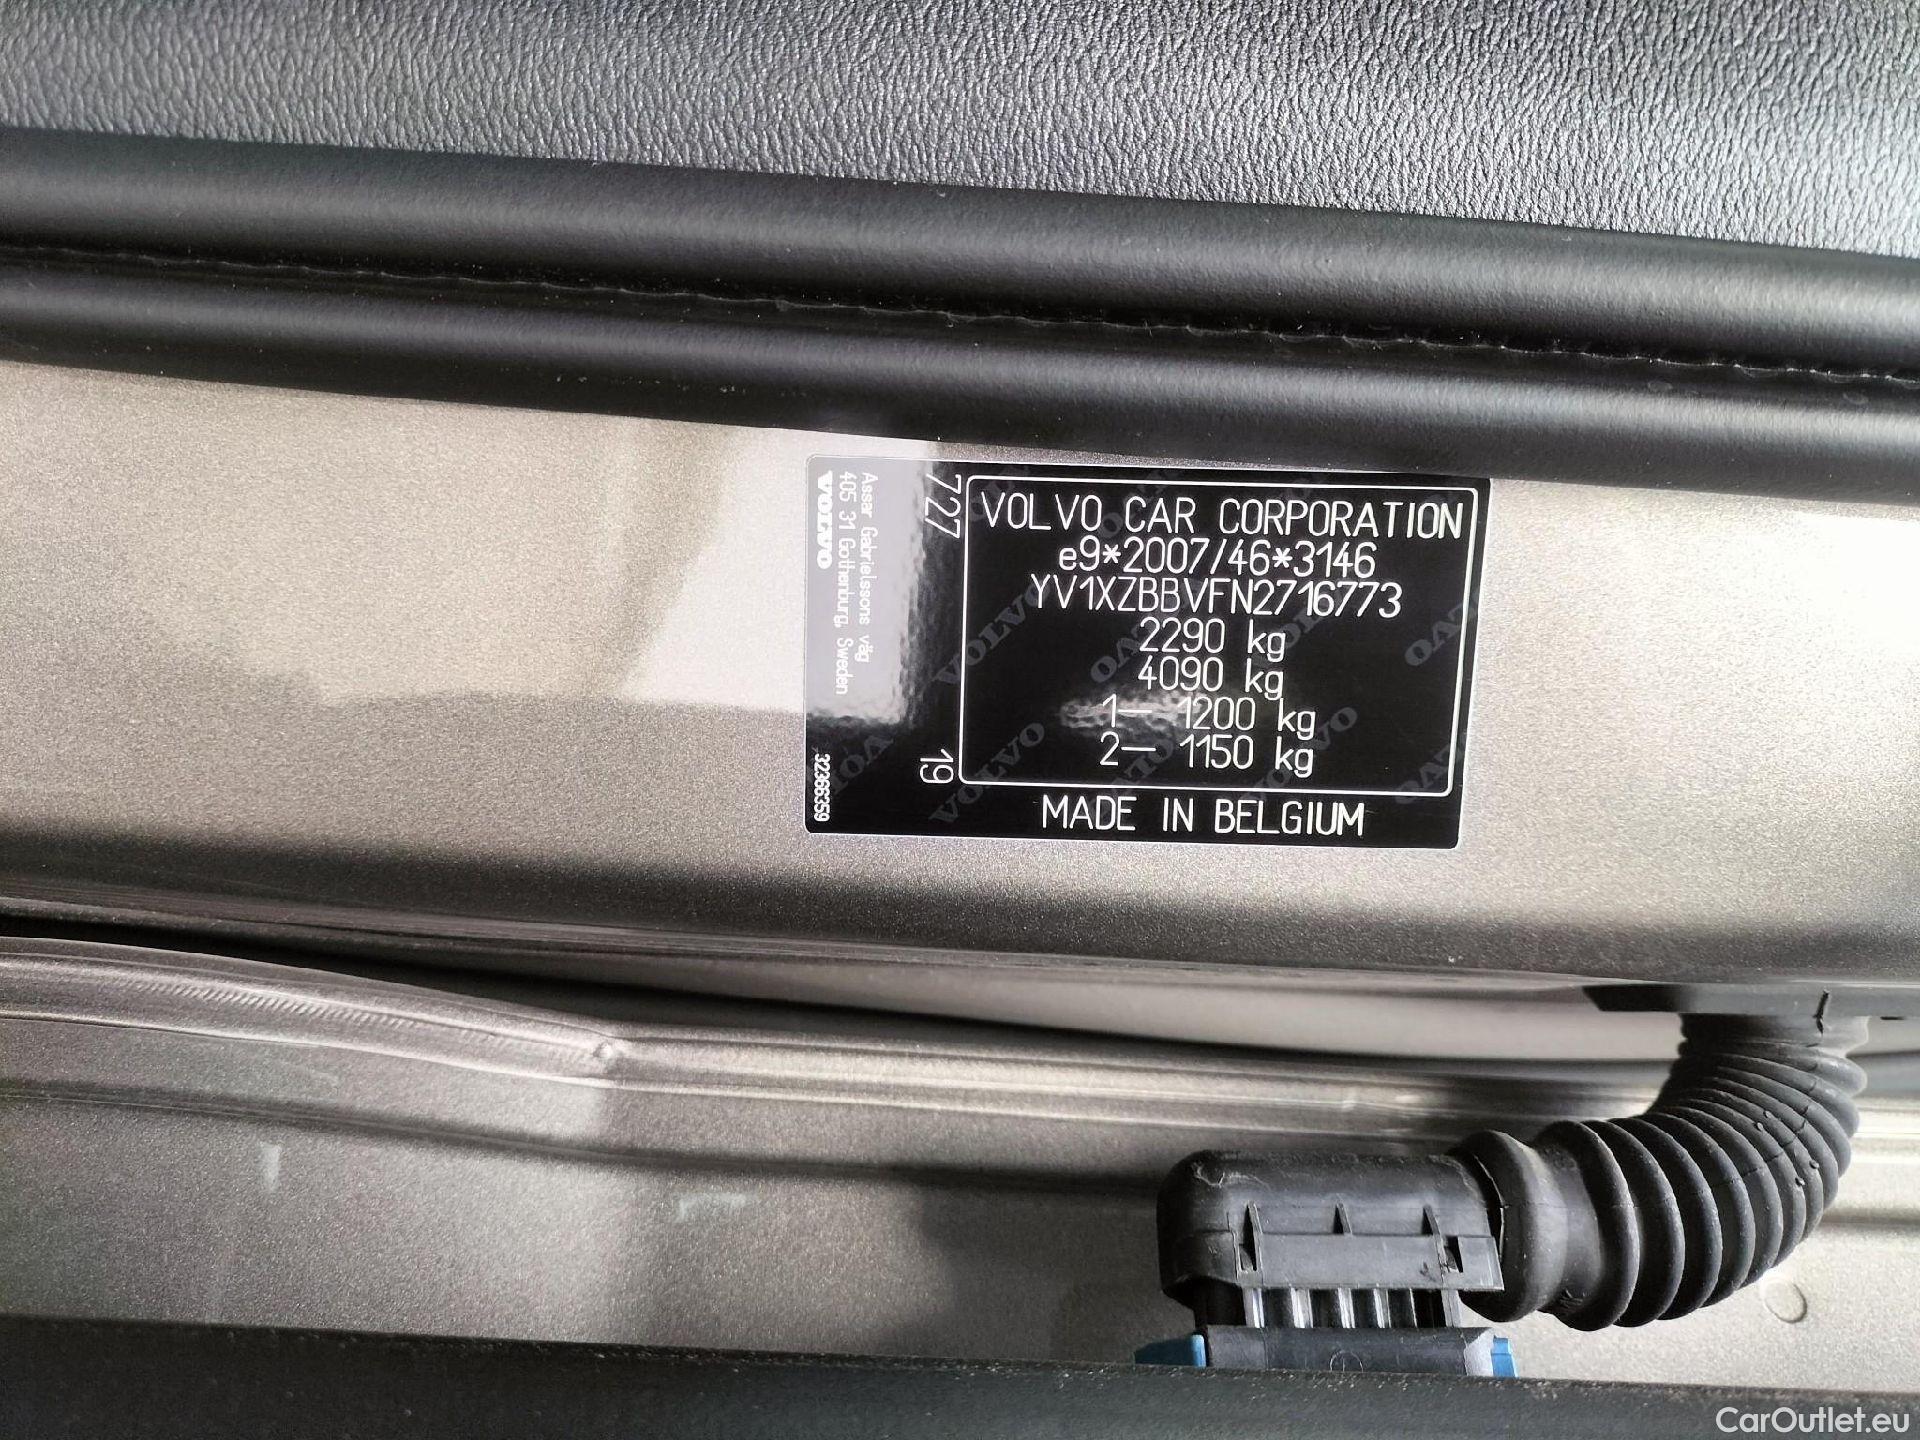 VOLVO CAR CORPORATION
e9*2007/46*3146
YV1XZBBVFN2716773
2290 kg
4090 kg
1— 1200 kg
2— 1150 kg
MADE IN BELGIUM
727
19
Assar Gabrielssons väg
405 31 Gothenburg, Sweden
VOLVO
32366359
CarOutlet.eu